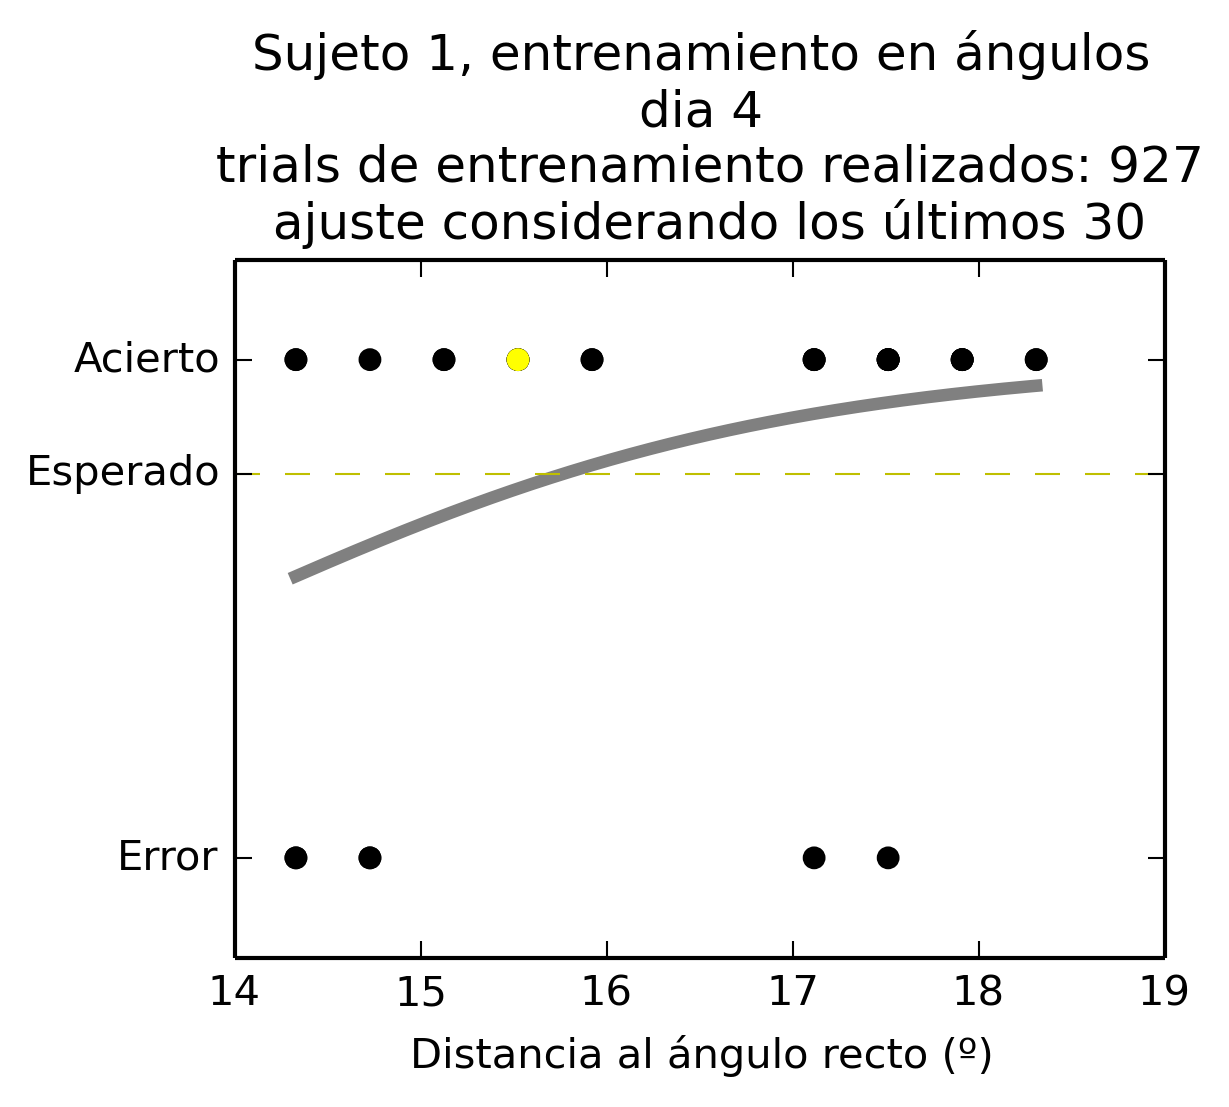 Sujeto 1, entrenamiento en ángulos
dia 4
trials de entrenamiento realizados: 927
ajuste considerando los últimos 30
Acierto
Esperado
Error
14 15 16 17 18 19
Distancia al ángulo recto (º)